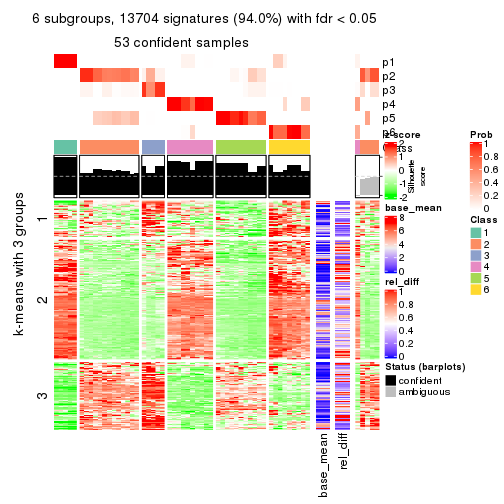 6 subgroups, 13704 signatures (94.0%) with fdr < 0.05
53 confident samples
p1
p2
p3
p4
p5
p6
Class
Silhouette
score
k-means with 3 groups
1
2
3
base_mean
rel_diff
z-score
2
1
0
-1
-2
base_mean
8
6
4
2
0
rel_diff
1
0.8
0.6
0.4
0.2
0
Status (barplots)
confident
ambiguous
Prob
1
0.8
0.6
0.4
0.2
0
Class
1
2
3
4
5
6